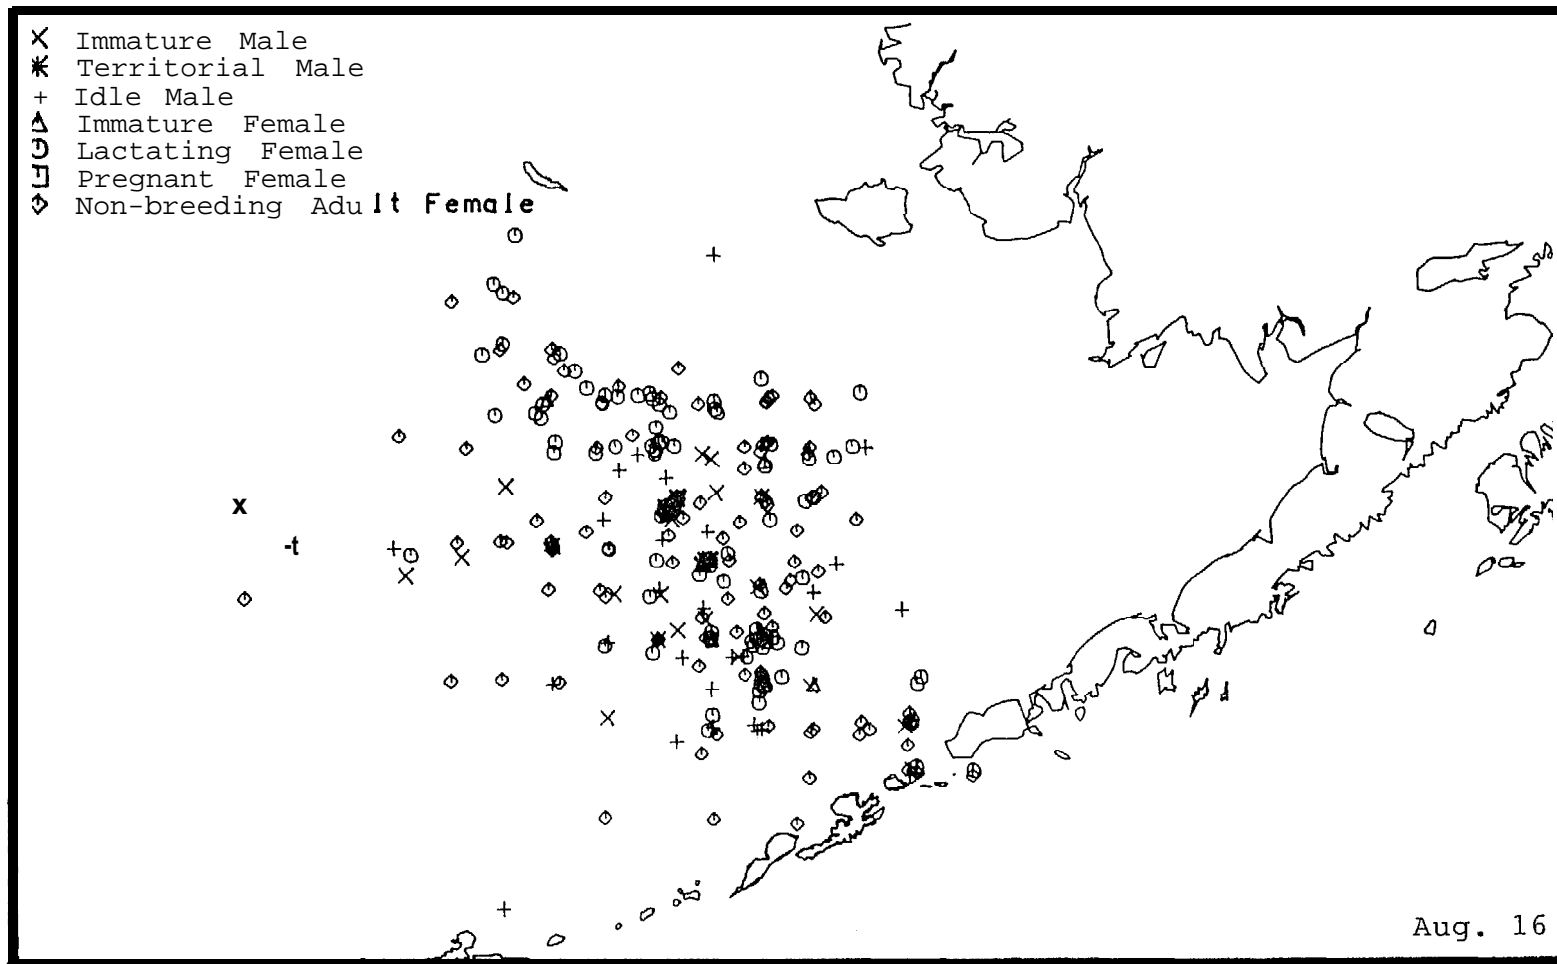 Immature Male
Territorial Male
Idle Male
Immature Female
Lactating Female
Pregnant Female
Non-breeding Adult Female
x
-t
Aug. 16